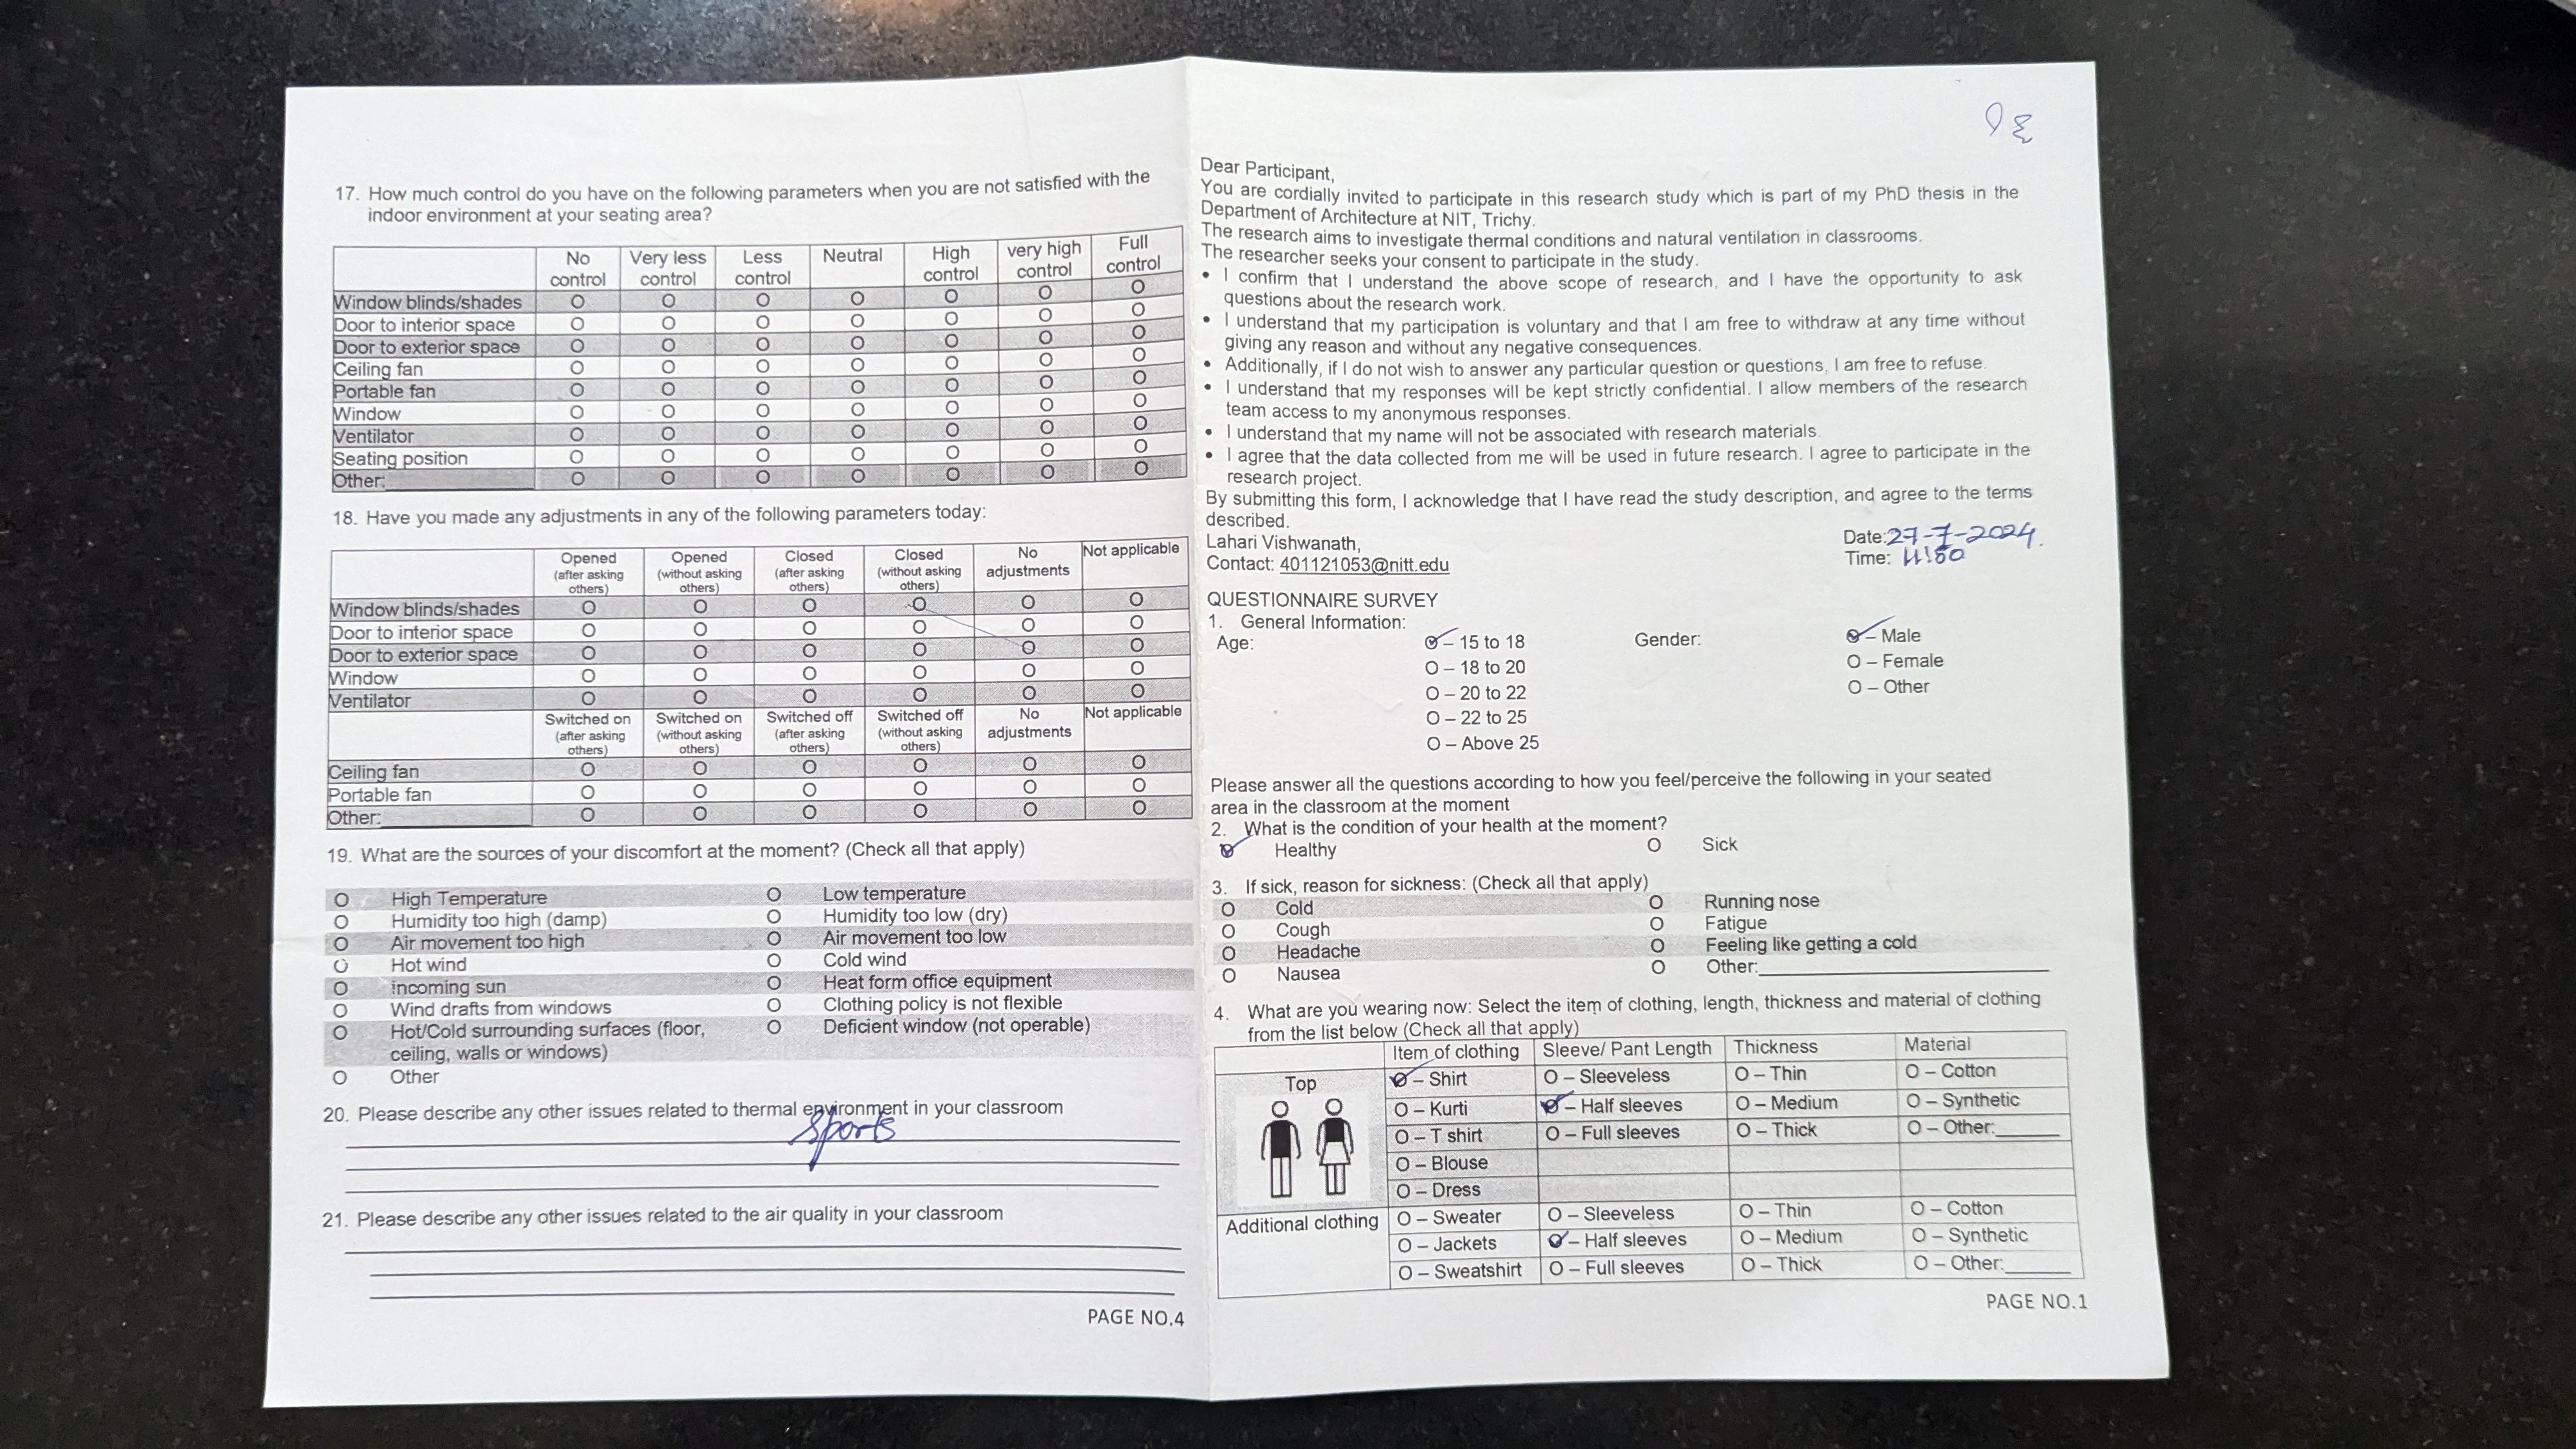 17. How much control do you have on the following parameters when you are not satisfied with the
indoor environment at your seating area?
No control Very less control Less control Neutral High control very high control Full control
Window blinds/shades O O O O O O O
Door to interior space O O O O O O O
Door to exterior space O O O O O O O
Ceiling fan O O O O O O O
Portable fan O O O O O O O
Window O O O O O O O
Ventilator O O O O O O O
Seating position O O O O O O O
Other: O O O O O O O
18. Have you made any adjustments in any of the following parameters today:
Opened (after asking others) Opened (without asking others) Closed (after asking others) Closed (without asking others) No adjustments Not applicable
Window blinds/shades O O O O O O
Door to interior space O O O O O O
Door to exterior space O O O O O O
Window O O O O O O
Ventilator O O O O O O
Switched on (after asking others) Switched on (without asking others) Switched off (after asking others) Switched off (without asking others) No adjustments Not applicable
Ceiling fan O O O O O O
Portable fan O O O O O O
Other: O O O O O O
19. What are the sources of your discomfort at the moment? (Check all that apply)
O High Temperature O Low temperature
O Humidity too high (damp) O Humidity too low (dry)
O Air movement too high O Air movement too low
O Hot wind O Cold wind
O incoming sun O Heat form office equipment
O Wind drafts from windows O Clothing policy is not flexible
O Hot/Cold surrounding surfaces (floor, O Deficient window (not operable)
ceiling, walls or windows)
O Other
20. Please describe any other issues related to thermal environment in your classroom
Sports
21. Please describe any other issues related to the air quality in your classroom
PAGE NO.4
Dear Participant,
You are cordially invited to participate in this research study which is part of my PhD thesis in the
Department of Architecture at NIT, Trichy.
The research aims to investigate thermal conditions and natural ventilation in classrooms.
The researcher seeks your consent to participate in the study.
• I confirm that I understand the above scope of research, and I have the opportunity to ask
questions about the research work.
• I understand that my participation is voluntary and that I am free to withdraw at any time without
giving any reason and without any negative consequences.
• Additionally, if I do not wish to answer any particular question or questions, I am free to refuse.
• I understand that my responses will be kept strictly confidential. I allow members of the research
team access to my anonymous responses.
• I understand that my name will not be associated with research materials.
• I agree that the data collected from me will be used in future research. I agree to participate in the
research project.
By submitting this form, I acknowledge that I have read the study description, and agree to the terms
described.
Lahari Vishwanath,
Contact: 401121053@nitt.edu
Date: 27-7-2024.
Time:
QUESTIONNAIRE SURVEY
1. General Information:
Age: O – 15 to 18 Gender: O – Male
O – 18 to 20 O – Female
O – 20 to 22 O – Other
O – 22 to 25
O – Above 25
Please answer all the questions according to how you feel/perceive the following in your seated
area in the classroom at the moment
2. What is the condition of your health at the moment?
O Healthy O Sick
3. If sick, reason for sickness: (Check all that apply)
O Cold O Running nose
O Cough O Fatigue
O Headache O Feeling like getting a cold
O Nausea O Other:
4. What are you wearing now: Select the item of clothing, length, thickness and material of clothing
from the list below (Check all that apply)
Item of clothing Sleeve/ Pant Length Thickness Material
Top O – Shirt O – Sleeveless O – Thin O – Cotton
O – Kurti O – Half sleeves O – Medium O – Synthetic
O – T shirt O – Full sleeves O – Thick O – Other:
O – Blouse
O – Dress
Additional clothing O – Sweater O – Sleeveless O – Thin O – Cotton
O – Jackets O – Half sleeves O – Medium O – Synthetic
O – Sweatshirt O – Full sleeves O – Thick O – Other:
PAGE NO.1